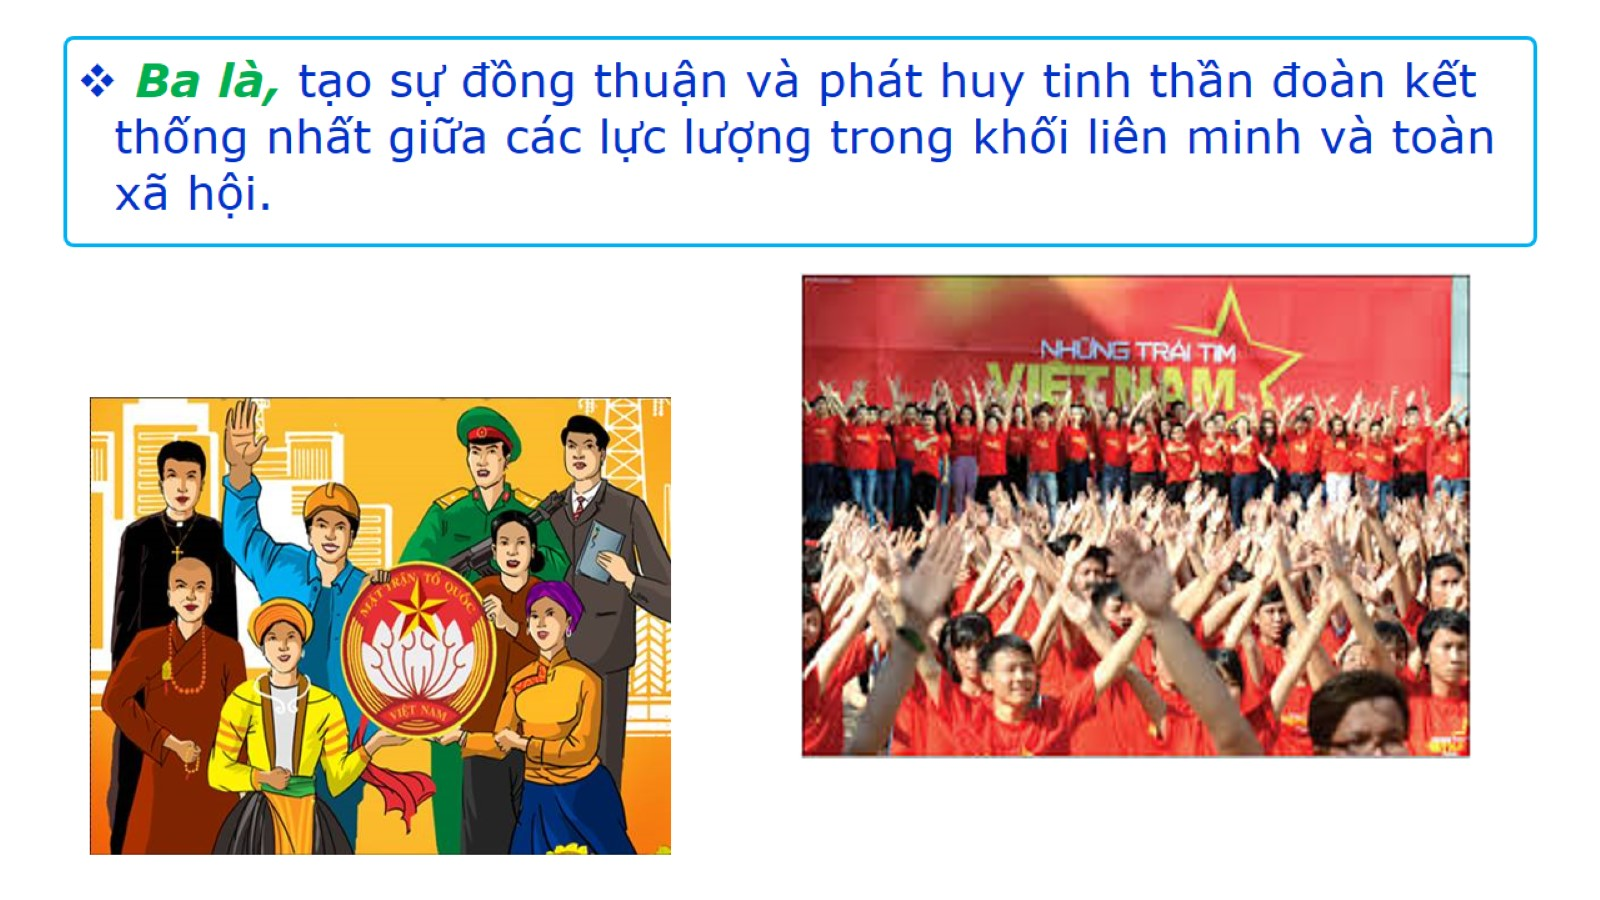 ❖ Ba là, tạo sự đồng thuận và phát huy tinh thần đoàn kết
thống nhất giữa các lực lượng trong khối liên minh và toàn
xã hội.
NHỮNG TRÁI TIM
VIỆT NAM
MẶT TRẬN TỔ QUỐC
VIỆT NAM